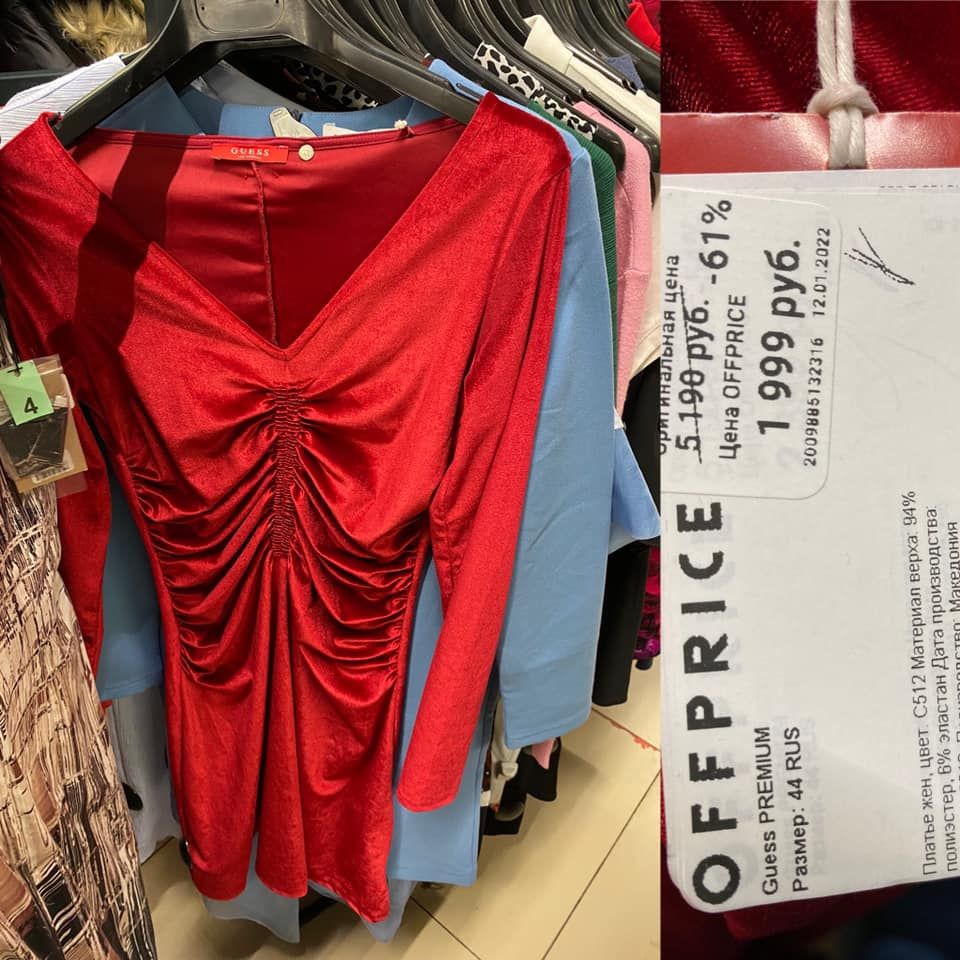 GUESS
4
оригинальная цена
5 190 руб. -61%
Цена OFFPRICE
1 999 руб.
2009885132316 12.01.2022
OFFPRICE
Guess PREMIUM
Размер: 44 RUS
Платье жен, цвет: C512 Материал верха: 94%
полиэстер, 6% эластан Дата производства:
Македония